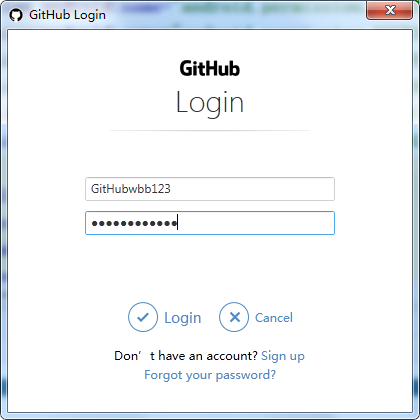 GitHub Login
GitHub
Login
GitHubwbb123
●●●●●●●●●●●●
Login Cancel
Don’t have an account? Sign up
Forgot your password?